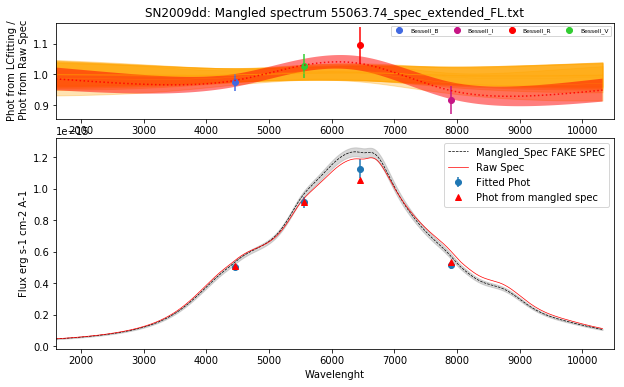 SN2009dd: Mangled spectrum 55063.74_spec_extended_FL.txt
Phot from LCfitting /
Phot from Raw Spec
1.1
1.0
0.9
Bessell_B
Bessell_I
Bessell_R
Bessell_V
2000 3000 4000 5000 6000 7000 8000 9000 10000
Flux erg s-1 cm-2 A-1
1.2
1.0
0.8
0.6
0.4
0.2
0.0
Mangled_Spec FAKE SPEC
Raw Spec
Fitted Phot
Phot from mangled spec
2000 3000 4000 5000 6000 7000 8000 9000 10000
Wavelenght